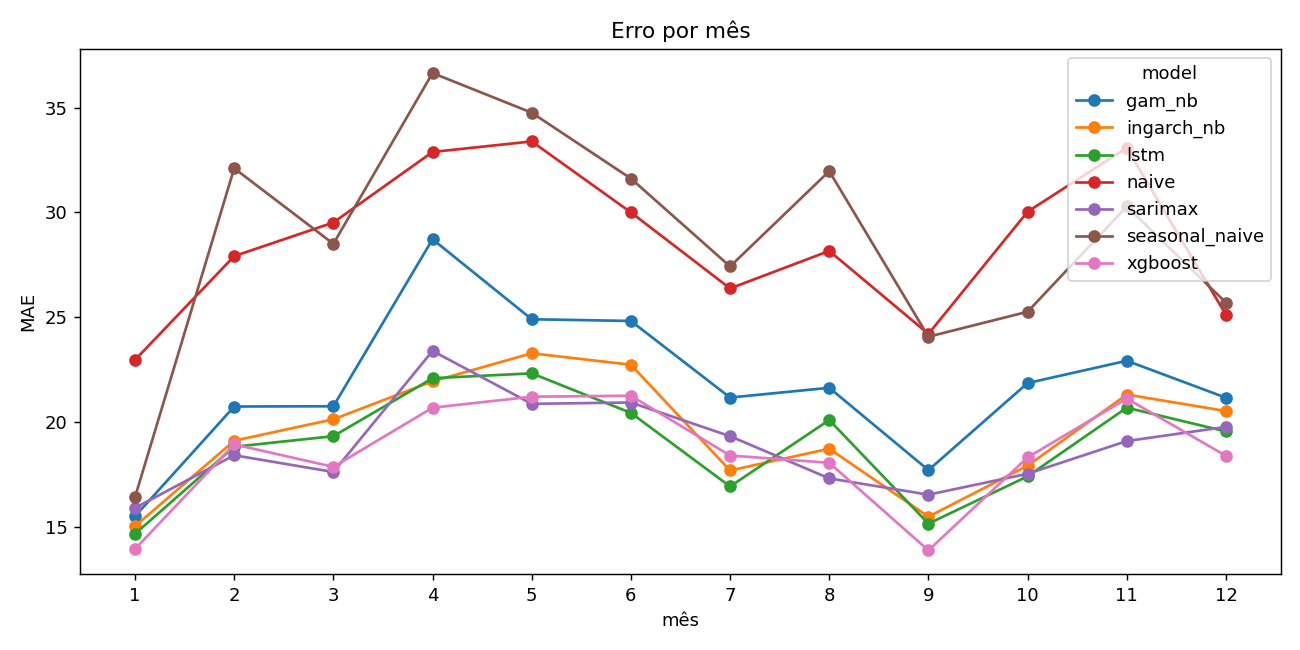 Erro por mês
model
gam_nb
ingarch_nb
lstm
naive
sarimax
seasonal_naive
xgboost
MAE
35
30
25
20
15
1 2 3 4 5 6 7 8 9 10 11 12
mês